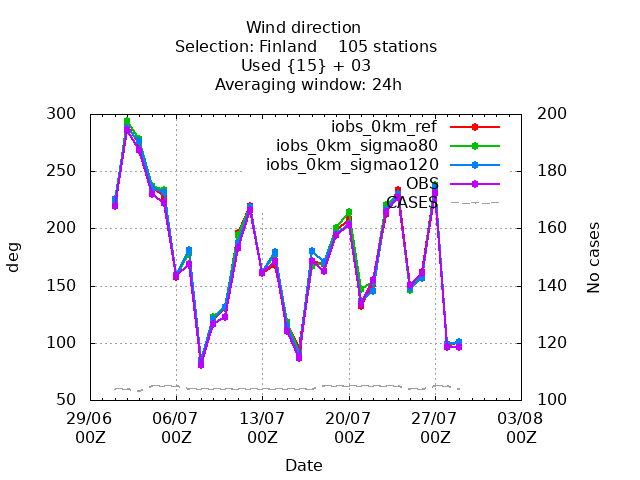 Wind direction
Selection: Finland    105 stations
Used {15} + 03
Averaging window: 24h
300
250
200
150
100
50
200
180
160
140
120
100
deg
No cases
iobs_0km_ref
iobs_0km_sigmao80
iobs_0km_sigmao120
OBS
CASES
29/06 06/07 13/07 20/07 27/07 03/08
00Z 00Z 00Z 00Z 00Z 00Z
Date